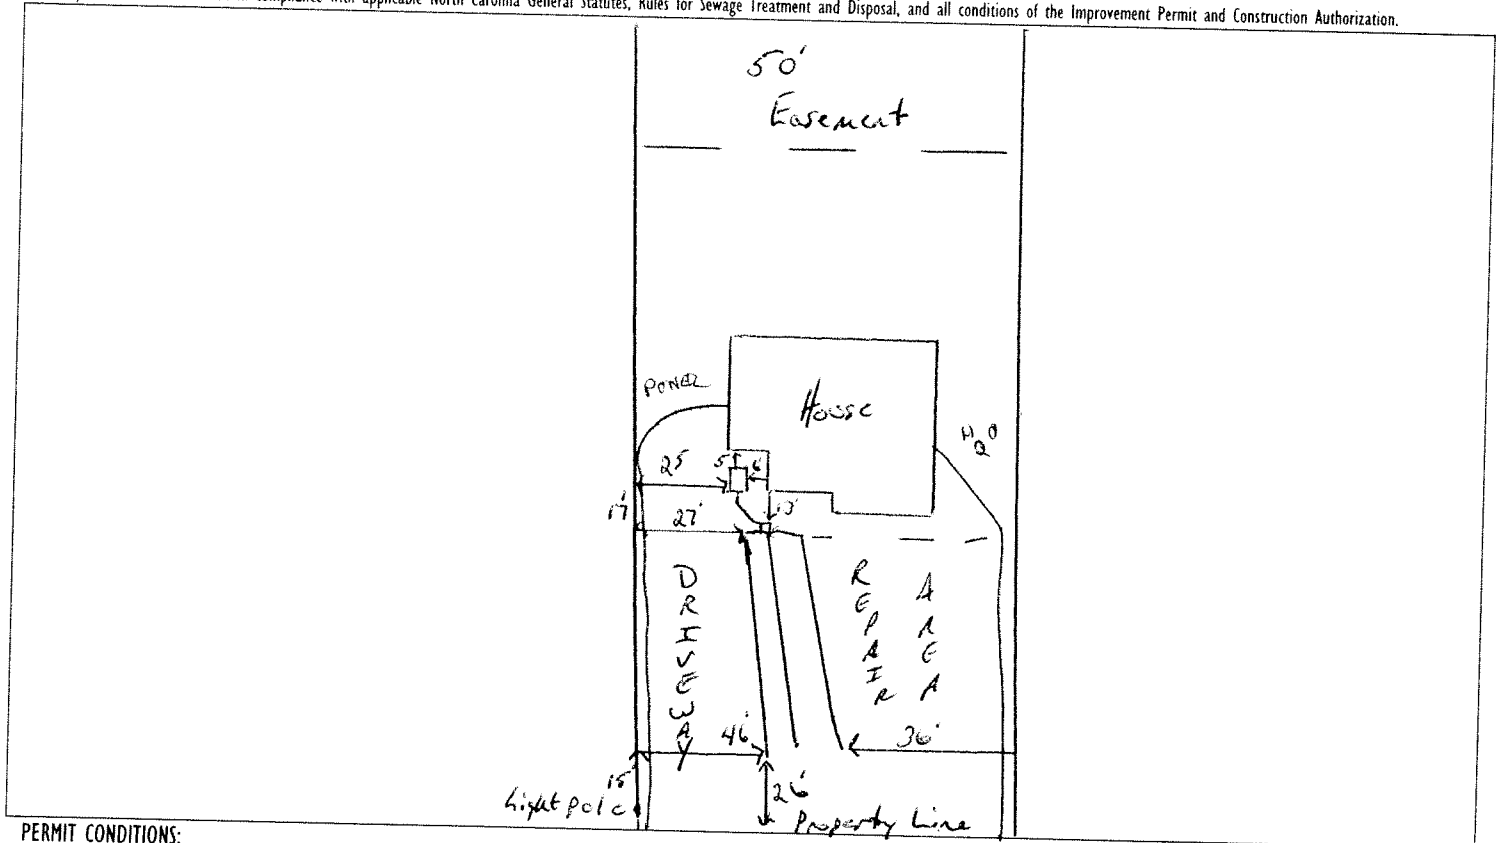 compliance with applicable North Carolina General Statutes, Rules for Sewage Treatment and Disposal, and all conditions of the Improvement Permit and Construction Authorization.
50'
Easement
POWER
House
H2O
25
5
6'
17'
27'
13'
DRIVEWAY
REPAIR
AREA
46'
36'
15'
Light pole
26'
Property Line
PERMIT CONDITIONS: